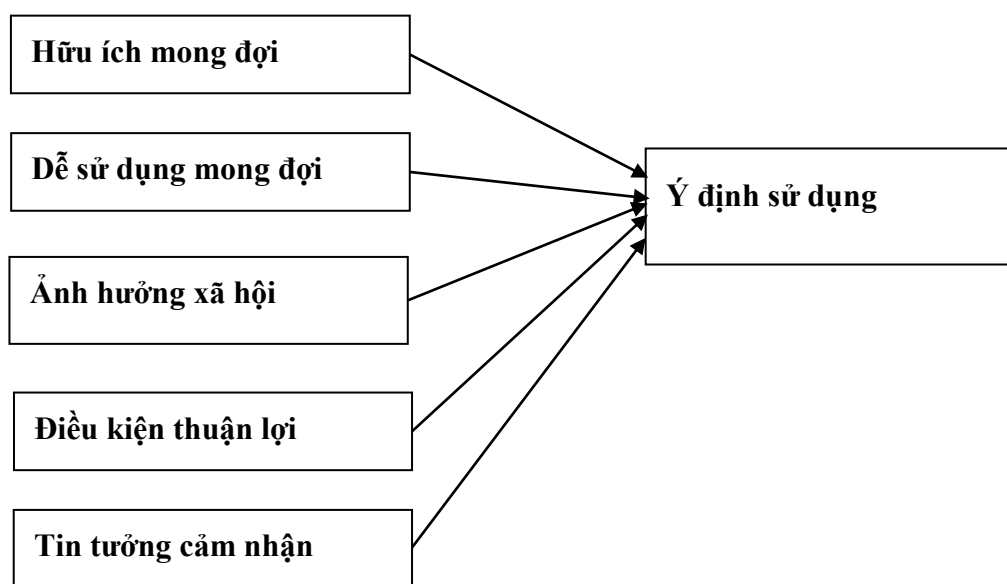 Hữu ích mong đợi
Dễ sử dụng mong đợi
Ý định sử dụng
Ảnh hưởng xã hội
Điều kiện thuận lợi
Tin tưởng cảm nhận